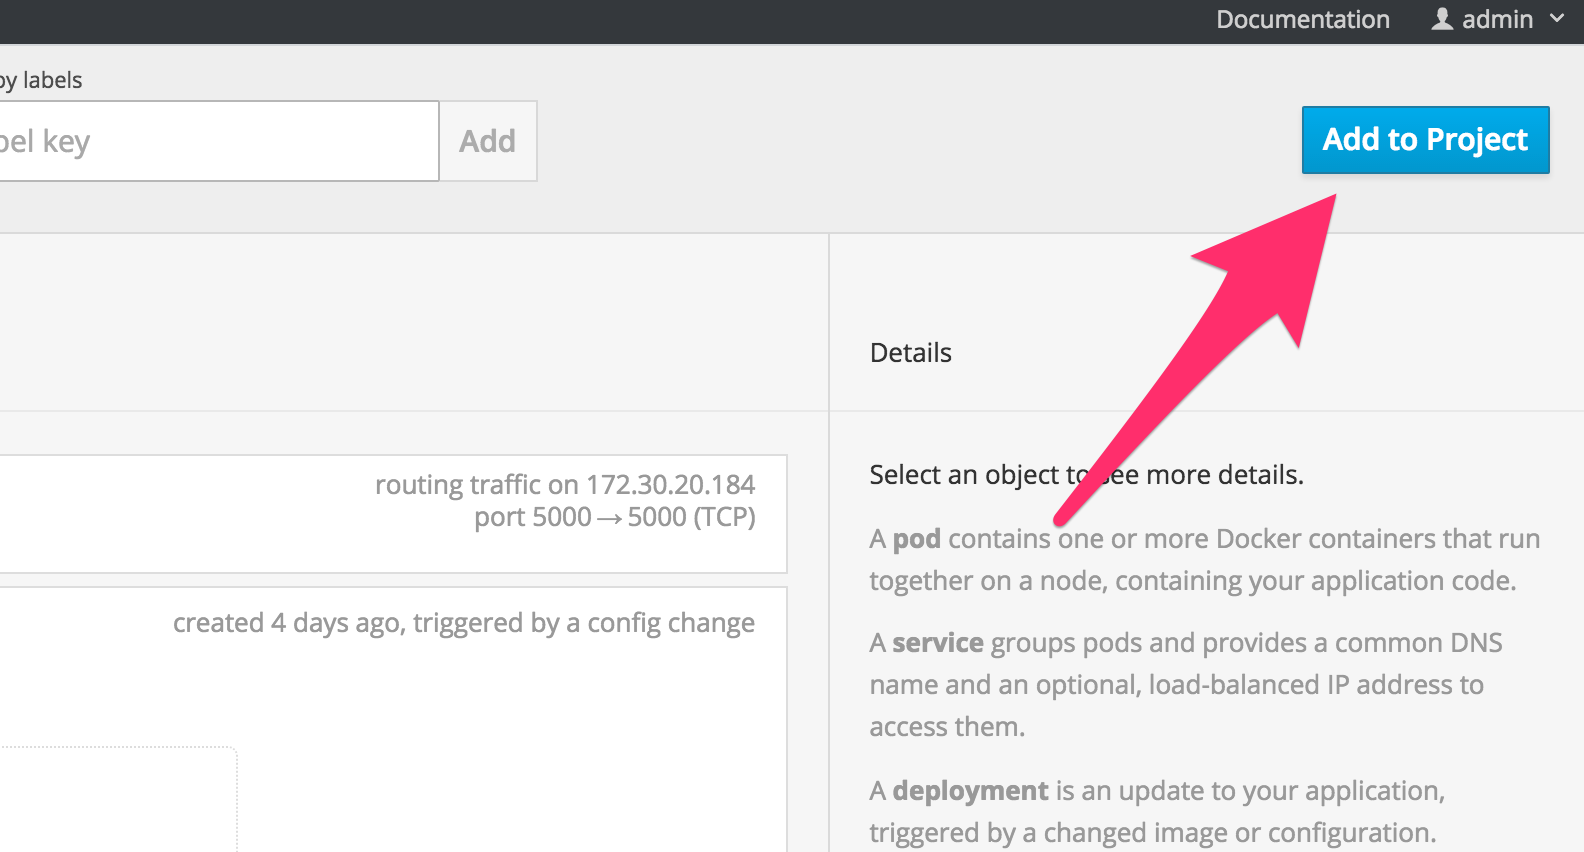 Documentation admin
by labels
bel key Add
Add to Project
Details
routing traffic on 172.30.20.184
port 5000→5000 (TCP)
created 4 days ago, triggered by a config change
Select an object to see more details.
A pod contains one or more Docker containers that run
together on a node, containing your application code.
A service groups pods and provides a common DNS
name and an optional, load-balanced IP address to
access them.
A deployment is an update to your application,
triggered by a changed image or configuration.